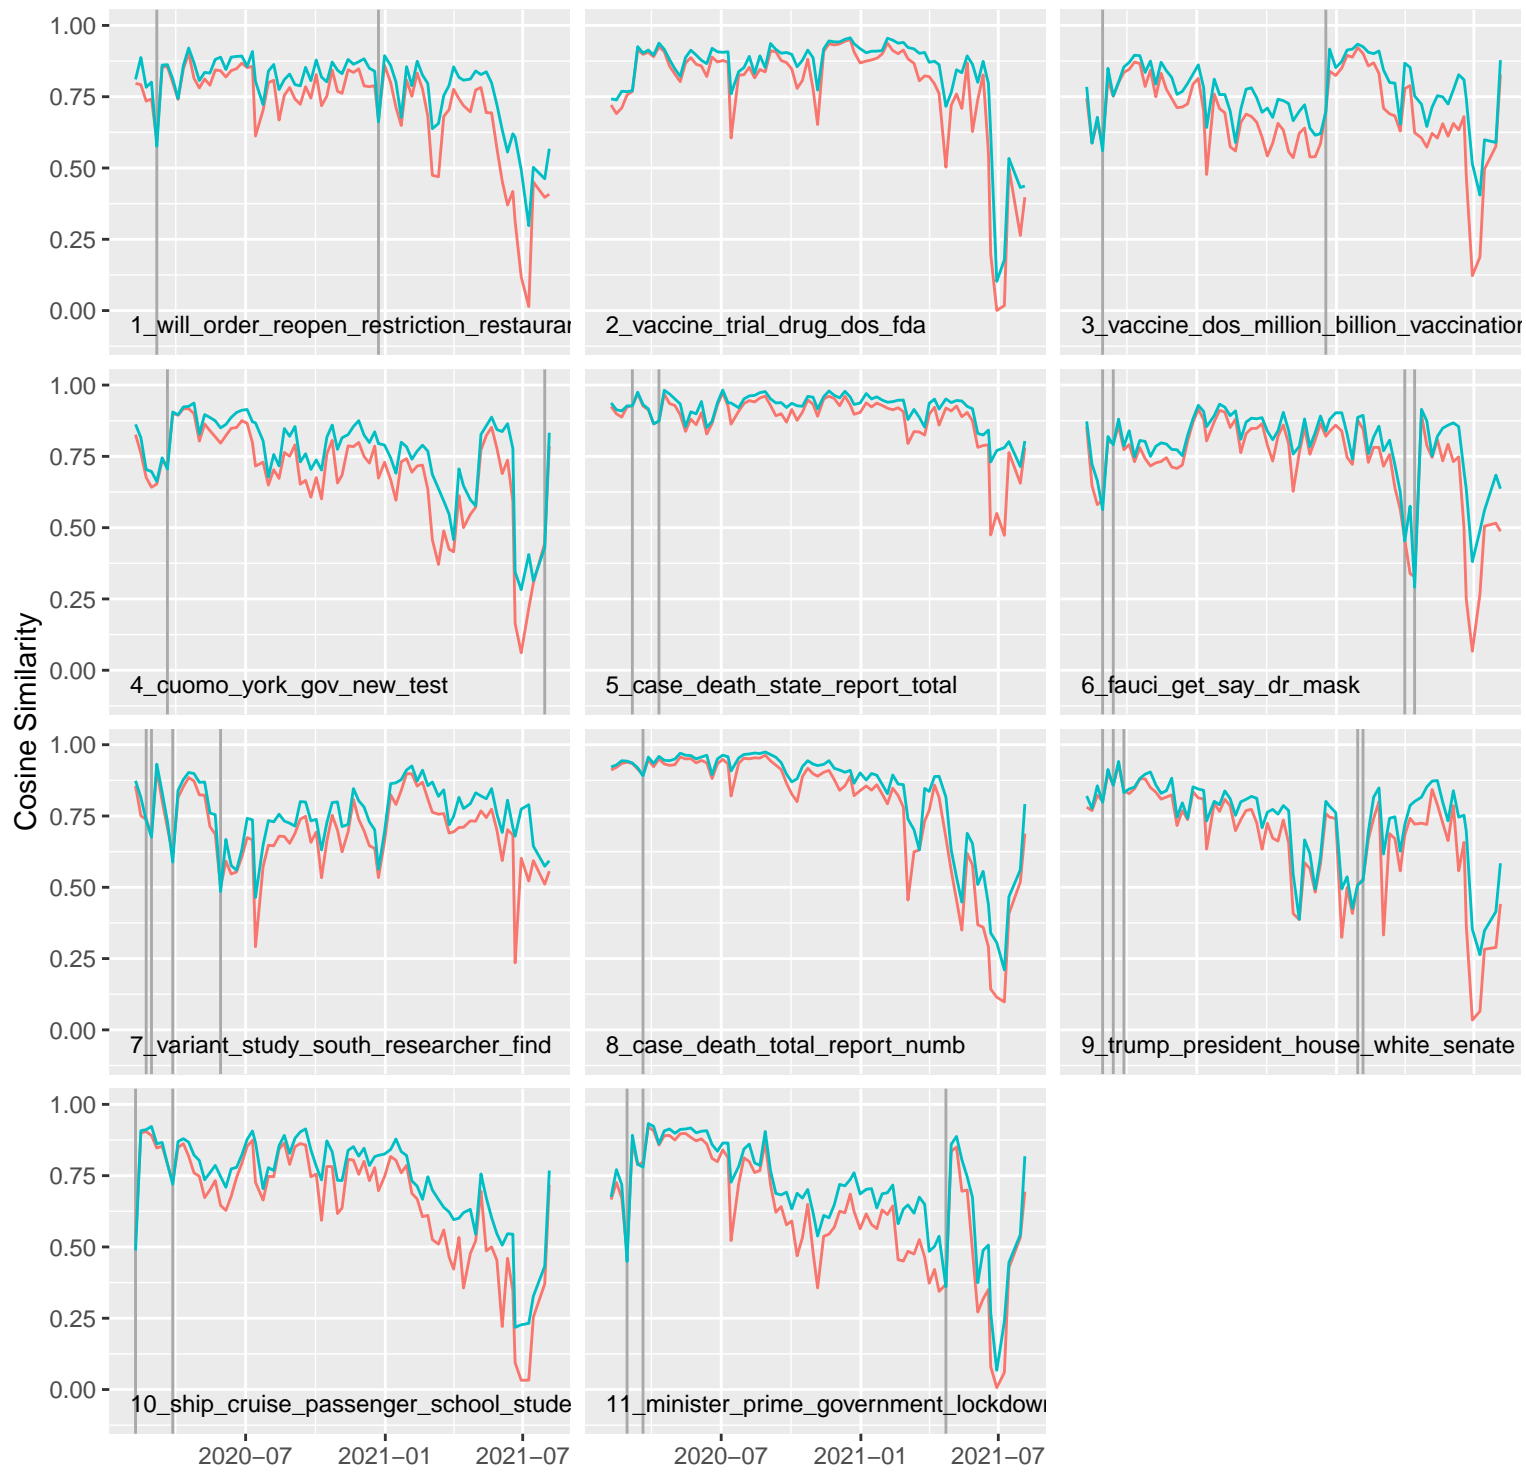 1.00
0.75
0.50
0.25
0.00
1_will_order_reopen_restriction_restauran
2_vaccine_trial_drug_dos_fda
3_vaccine_dos_million_billion_vaccination
1.00
0.75
0.50
0.25
0.00
4_cuomo_york_gov_new_test
5_case_death_state_report_total
6_fauci_get_say_dr_mask
Cosine Similarity
1.00
0.75
0.50
0.25
0.00
7_variant_study_south_researcher_find
8_case_death_total_report_numb
9_trump_president_house_white_senate
1.00
0.75
0.50
0.25
0.00
10_ship_cruise_passenger_school_stude
11_minister_prime_government_lockdown
2020−07 2021−01 2021−07 2020−07 2021−01 2021−07